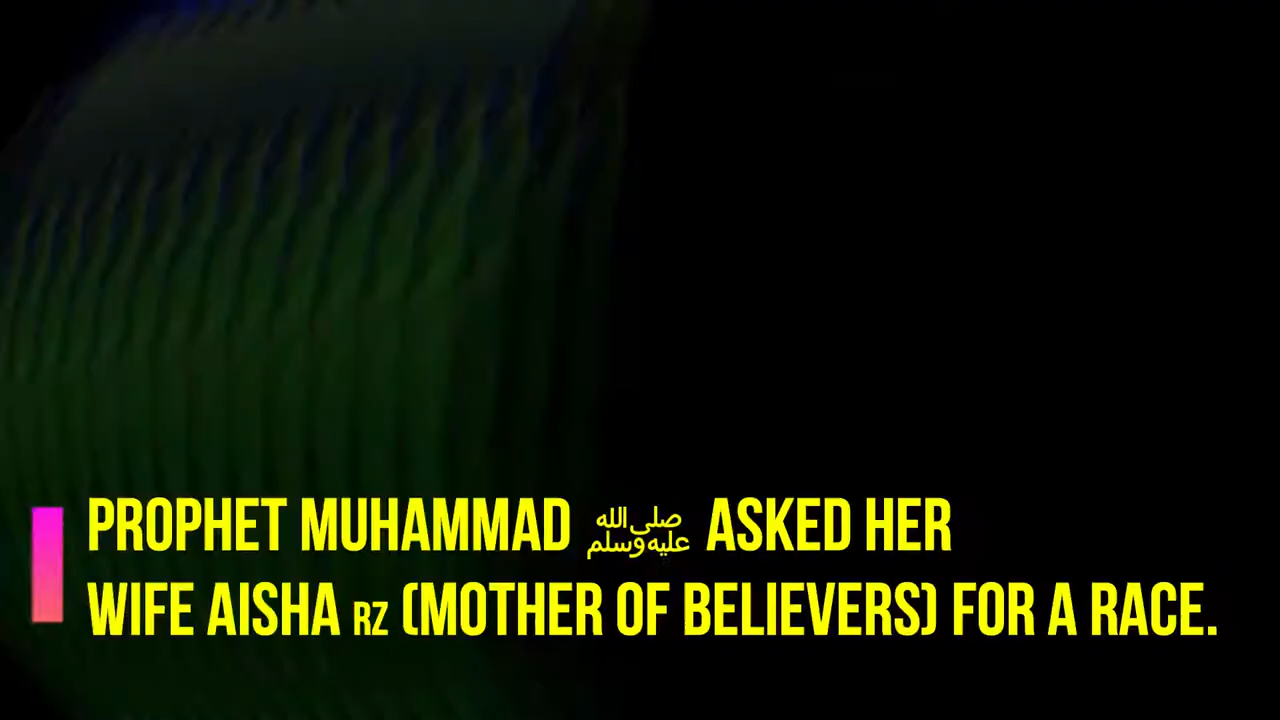 PROPHET MUHAMMAD ﷺ ASKED HER
WIFE AISHA RZ (MOTHER OF BELIEVERS) FOR A RACE.